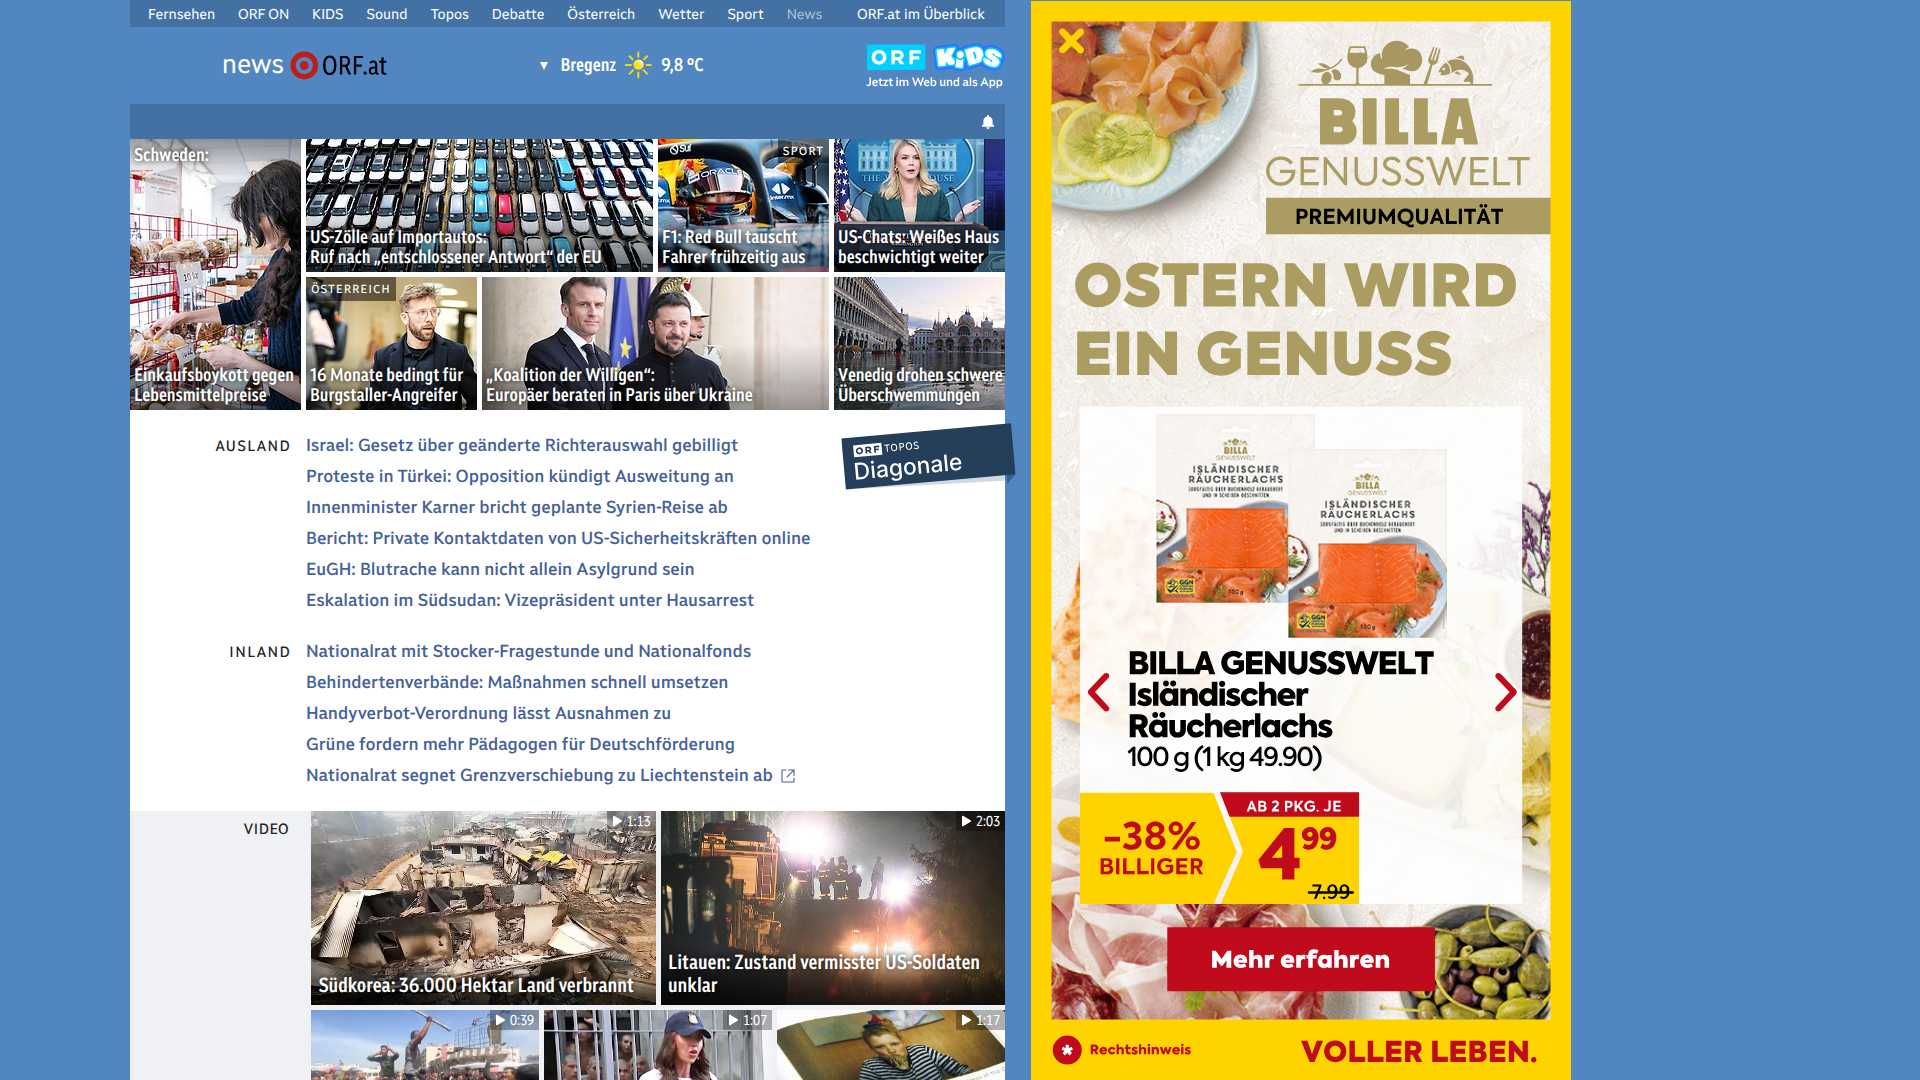 Fernsehen ORF ON KIDS Sound Topos Debatte Österreich Wetter Sport News ORF.at im Überblick
news ORF.at
Bregenz 9,8 °C
ORF KiDS
Jetzt im Web und als App
Schweden:
Einkaufsboykott gegen
Lebensmittelpreise
US-Zölle auf Importautos:
Ruf nach „entschlossener Antwort“ der EU
SPORT
F1: Red Bull tauscht
Fahrer frühzeitig aus
US-Chats: Weißes Haus
beschwichtigt weiter
ÖSTERREICH
16 Monate bedingt für
Burgstaller-Angreifer
„Koalition der Willigen“:
Europäer beraten in Paris über Ukraine
Venedig drohen schwere
Überschwemmungen
AUSLAND
Israel: Gesetz über geänderte Richterauswahl gebilligt
Proteste in Türkei: Opposition kündigt Ausweitung an
Innenminister Karner bricht geplante Syrien-Reise ab
Bericht: Private Kontaktdaten von US-Sicherheitskräften online
EuGH: Blutrache kann nicht allein Asylgrund sein
Eskalation im Südsudan: Vizepräsident unter Hausarrest
ORF TOPOS
Diagonale
INLAND
Nationalrat mit Stocker-Fragestunde und Nationalfonds
Behindertenverbände: Maßnahmen schnell umsetzen
Handyverbot-Verordnung lässt Ausnahmen zu
Grüne fordern mehr Pädagogen für Deutschförderung
Nationalrat segnet Grenzverschiebung zu Liechtenstein ab
VIDEO
1:13
Südkorea: 36.000 Hektar Land verbrannt
2:03
Litauen: Zustand vermisster US-Soldaten
unklar
0:39
1:07
1:17
BILLA
GENUSSWELT
PREMIUMQUALITÄT
OSTERN WIRD
EIN GENUSS
BILLA
GENUSSWELT
ISLÄNDISCHER
RÄUCHERLACHS
BILLA
GENUSSWELT
ISLÄNDISCHER
RÄUCHERLACHS
BILLA GENUSSWELT
Isländischer
Räucherlachs
100 g (1 kg 49.90)
-38%
BILLIGER
AB 2 PKG. JE
4 99
7.99
Mehr erfahren
* Rechtshinweis
VOLLER LEBEN.